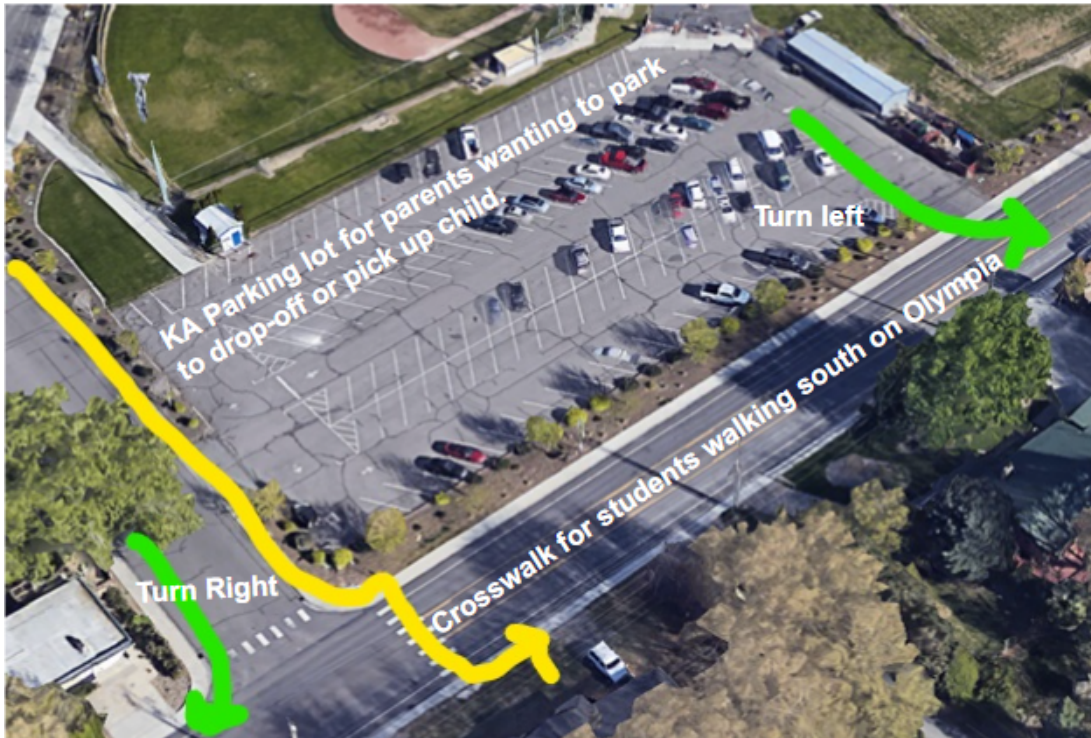 KA Parking lot for parents wanting to park
to drop-off or pick up child.
Turn left
Crosswalk for students walking south on Olympia
Turn Right